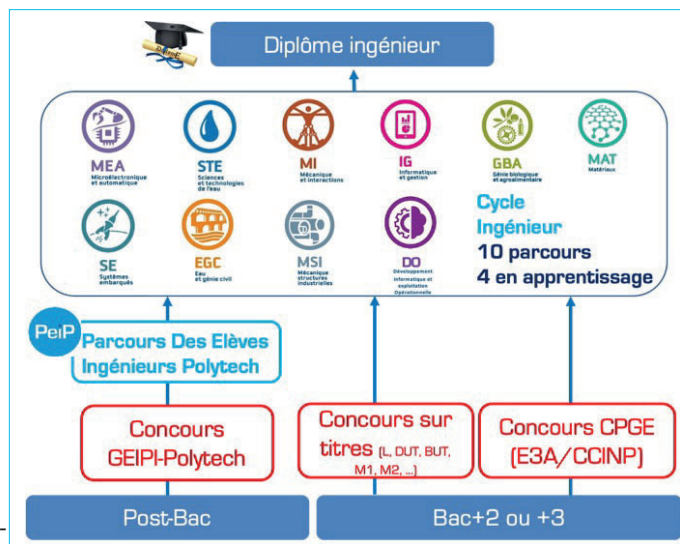 Diplôme ingénieur
MEA
Microélectronique
et automatique
STE
Sciences
et technologies
de l'eau
MI
Mécanique
et interactions
IG
Informatique
et gestion
GBA
Génie biologique
et agroalimentaire
MAT
Matériaux
SE
Systèmes
embarqués
EGC
Eau
et génie civil
MSI
Mécanique
structures
industrielles
DO
Développement
informatique et
exploitation
Opérationnelle
Cycle
Ingénieur
10 parcours
4 en apprentissage
PeiP
Parcours Des Elèves
Ingénieurs Polytech
Concours
GEIPI-Polytech
Concours sur
titres (L, DUT, BUT,
M1, M2, ...)
Concours CPGE
(E3A/CCINP)
Post-Bac
Bac+2 ou +3